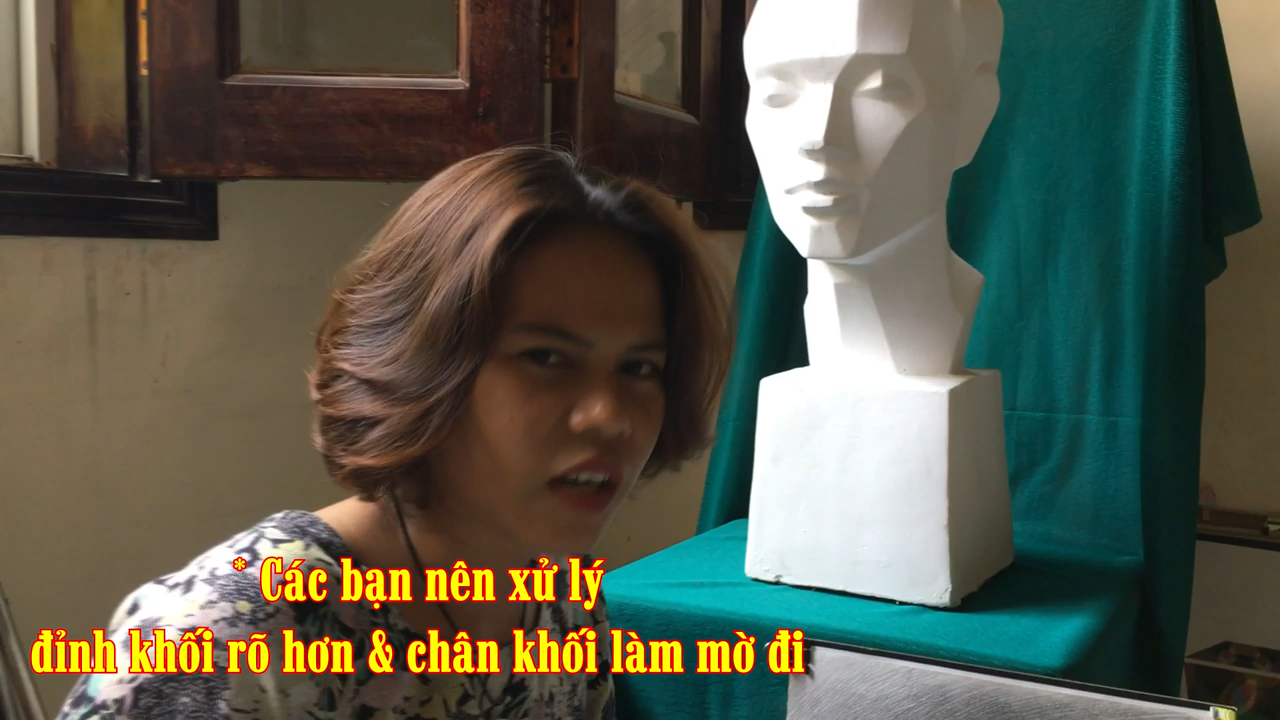 * Các bạn nên xử lý
đỉnh khối rõ hơn & chân khối làm mờ đi